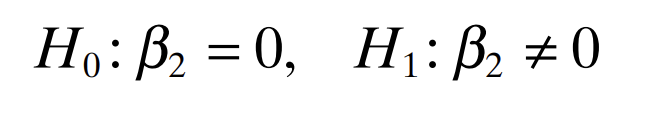 H₀: β₂ = 0, H₁: β₂ ≠ 0